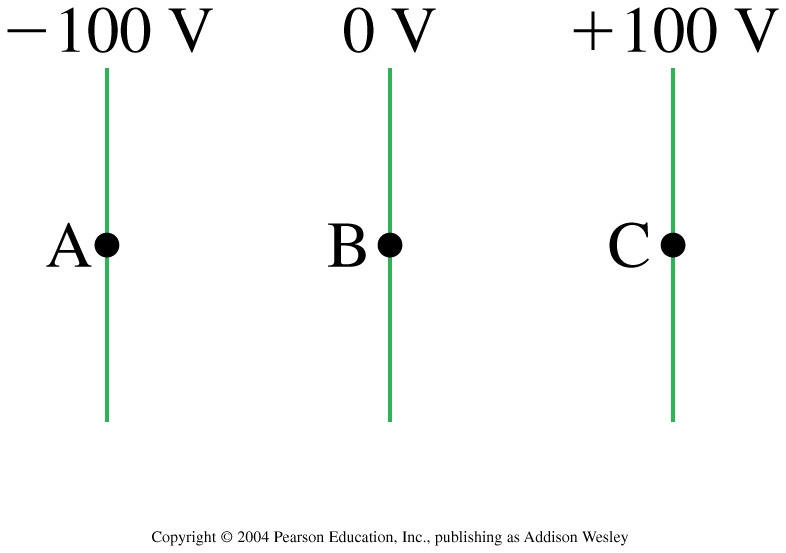 −100 V 0 V +100 V
A B C
Copyright © 2004 Pearson Education, Inc., publishing as Addison Wesley